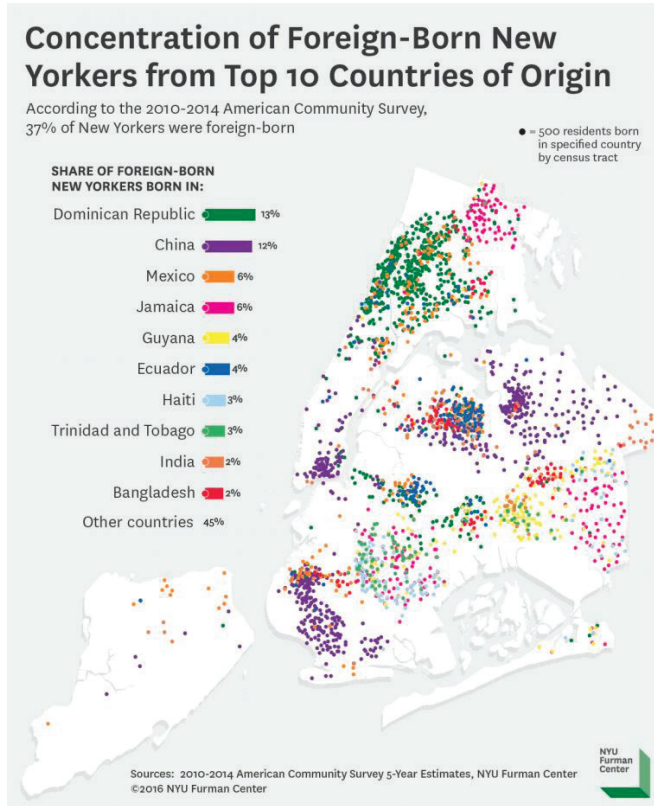 Concentration of Foreign-Born New
Yorkers from Top 10 Countries of Origin
According to the 2010-2014 American Community Survey,
37% of New Yorkers were foreign-born
= 500 residents born
in specified country
by census tract
SHARE OF FOREIGN-BORN
NEW YORKERS BORN IN:
Dominican Republic 13%
China 12%
Mexico 6%
Jamaica 6%
Guyana 4%
Ecuador 4%
Haiti 3%
Trinidad and Tobago 3%
India 2%
Bangladesh 2%
Other countries 45%
Sources: 2010-2014 American Community Survey 5-Year Estimates, NYU Furman Center
©2016 NYU Furman Center
NYU
Furman
Center